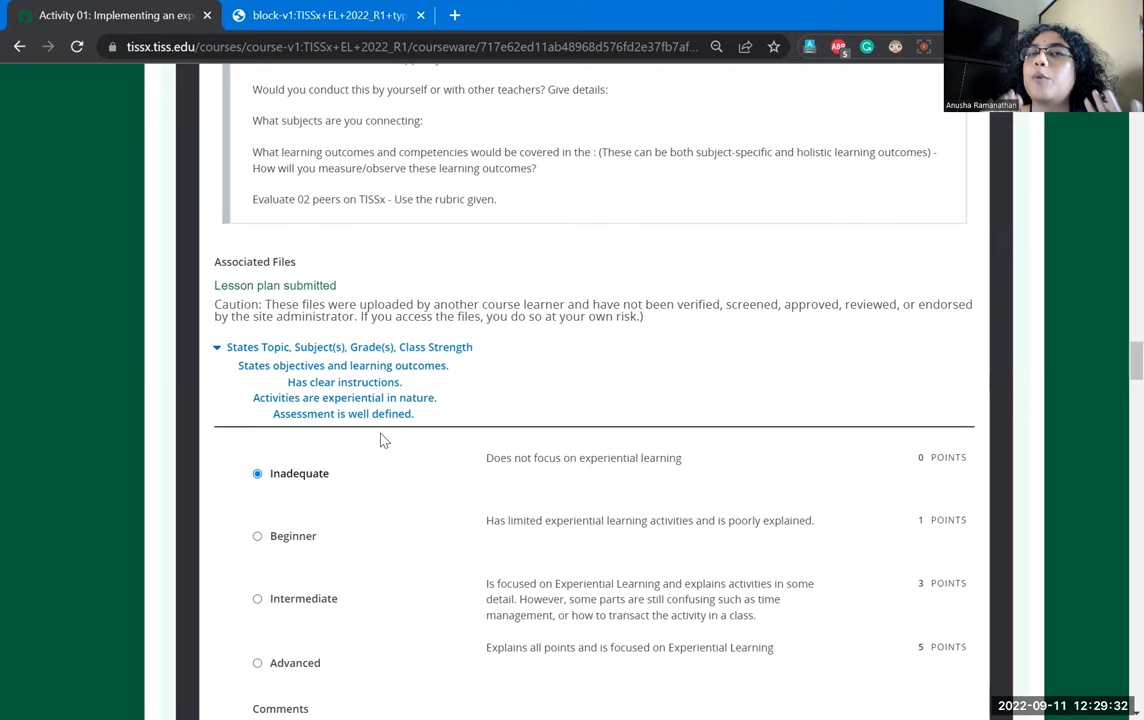 Activity 01: Implementing an exp
block-v1:TISSx+EL+2022_R1+typ
tissx.tiss.edu/courses/course-v1:TISSx+EL+2022_R1/courseware/717e62ed11ab48968d576fd2e37fb7af...
5
Anusha Ramanathan
Would you conduct this by yourself or with other teachers? Give details:
What subjects are you connecting:
What learning outcomes and competencies would be covered in the : (These can be both subject-specific and holistic learning outcomes) -
How will you measure/observe these learning outcomes?
Evaluate 02 peers on TISSx - Use the rubric given.
Associated Files
Lesson plan submitted
Caution: These files were uploaded by another course learner and have not been verified, screened, approved, reviewed, or endorsed
by the site administrator. If you access the files, you do so at your own risk.)
States Topic, Subject(s), Grade(s), Class Strength
States objectives and learning outcomes.
Has clear instructions.
Activities are experiential in nature.
Assessment is well defined.
Inadequate
Does not focus on experiential learning
0 POINTS
Beginner
Has limited experiential learning activities and is poorly explained.
1 POINTS
Intermediate
Is focused on Experiential Learning and explains activities in some
detail. However, some parts are still confusing such as time
management, or how to transact the activity in a class.
3 POINTS
Advanced
Explains all points and is focused on Experiential Learning
5 POINTS
Comments
2022-09-11 12:29:32